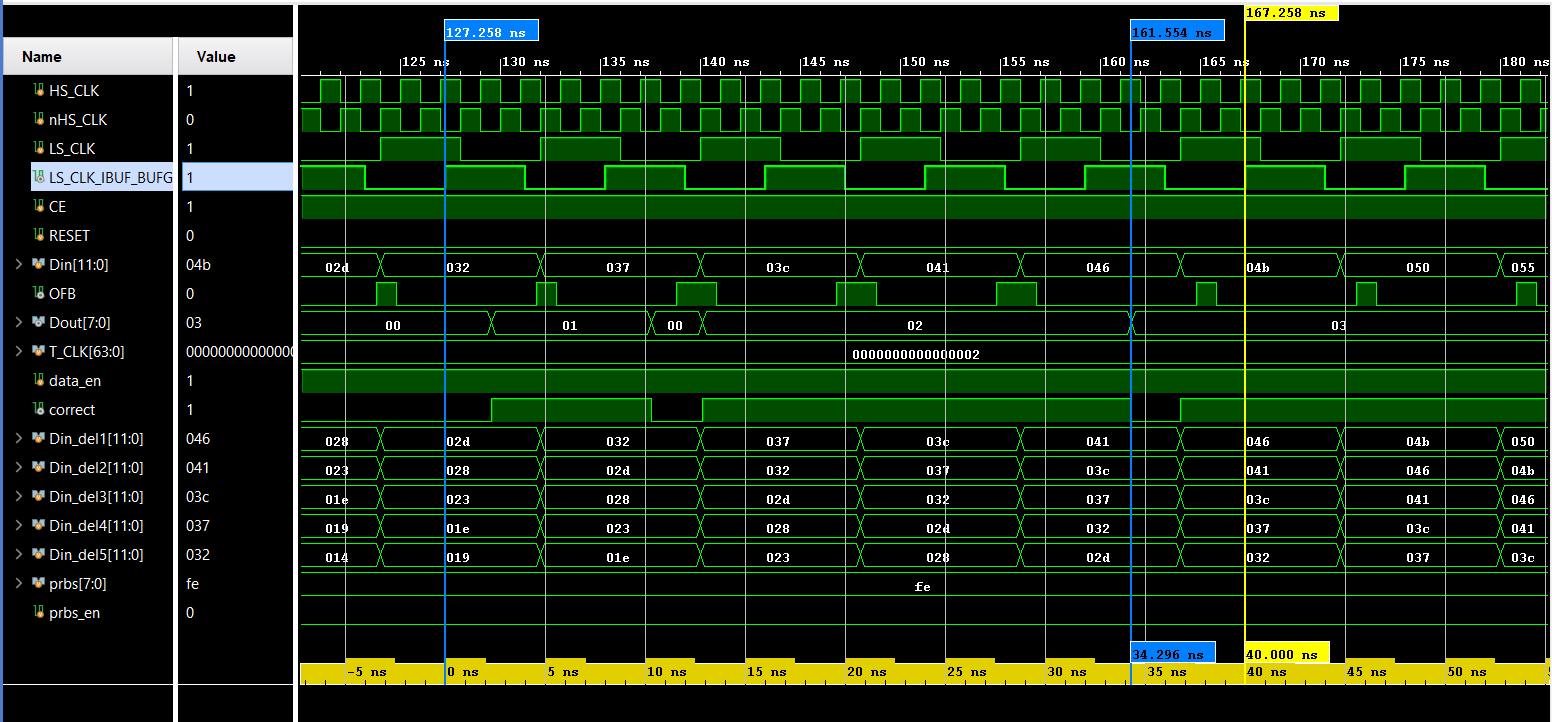 167.258 ns
127.258 ns 161.554 ns
Name Value
125 ns 130 ns 135 ns 140 ns 145 ns 150 ns 155 ns 160 ns 165 ns 170 ns 175 ns 180 ns
HS_CLK 1
nHS_CLK 0
LS_CLK 1
LS_CLK_IBUF_BUFG 1
CE 1
RESET 0
Din[11:0] 04b 02d 032 037 03c 041 046 04b 050 055
OFB 0
Dout[7:0] 03 00 01 00 02 03
T_CLK[63:0] 00000000000000 0000000000000002
data_en 1
correct 1
Din_del1[11:0] 046 028 02d 032 037 03c 041 046 04b 050
Din_del2[11:0] 041 023 028 02d 032 037 03c 041 046 04b
Din_del3[11:0] 03c 01e 023 028 02d 032 037 03c 041 046
Din_del4[11:0] 037 019 01e 023 028 02d 032 037 03c 041
Din_del5[11:0] 032 014 019 01e 023 028 02d 032 037 03c
prbs[7:0] fe fe
prbs_en 0
34.296 ns 40.000 ns
-5 ns 0 ns 5 ns 10 ns 15 ns 20 ns 25 ns 30 ns 35 ns 40 ns 45 ns 50 ns